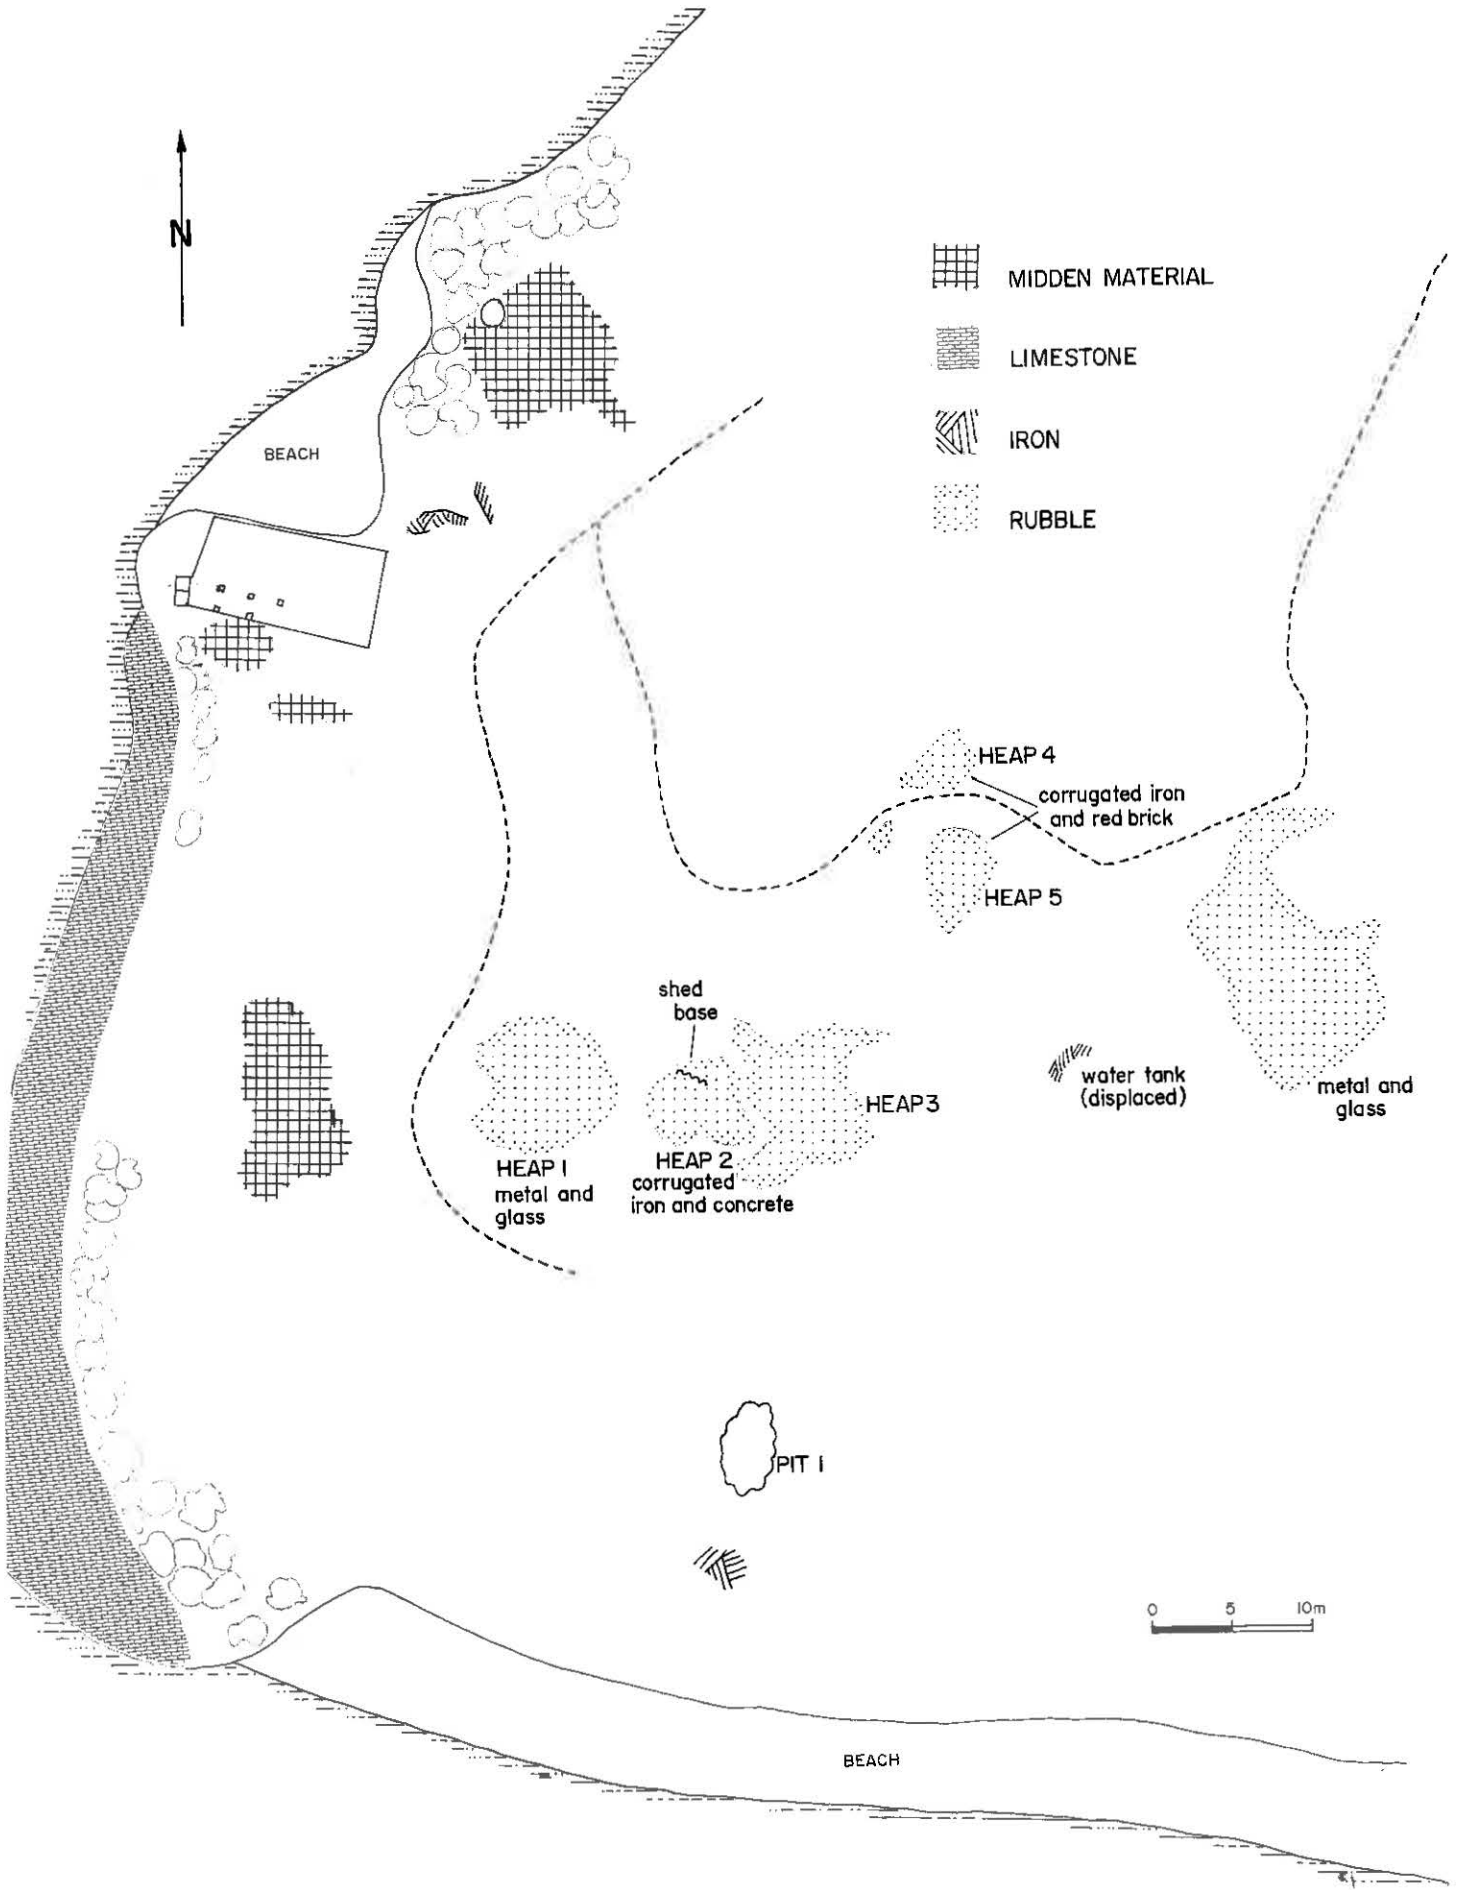 N
MIDDEN MATERIAL
LIMESTONE
IRON
RUBBLE
BEACH
HEAP 4
corrugated iron
and red brick
HEAP 5
shed
base
HEAP 3
water tank
(displaced)
metal and
glass
HEAP 1
metal and
glass
HEAP 2
corrugated
iron and concrete
PIT 1
0 5 10m
BEACH